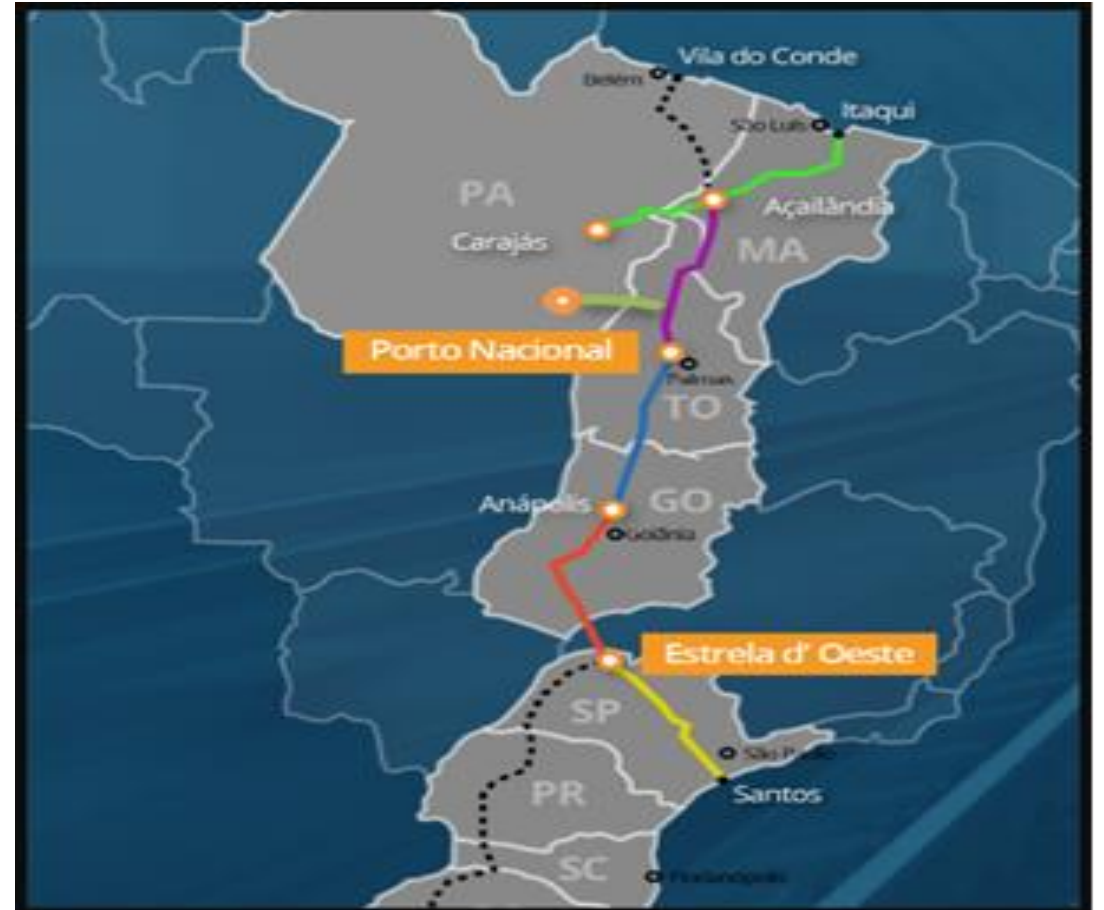 Vila do Conde
Belém
Itaqui
São Luís
PA
Açailândia
Carajás
MA
Porto Nacional
Palmas
TO
Anápolis
GO
Goiânia
Estrela d' Oeste
SP
São Paulo
PR
Santos
SC
Florianópolis